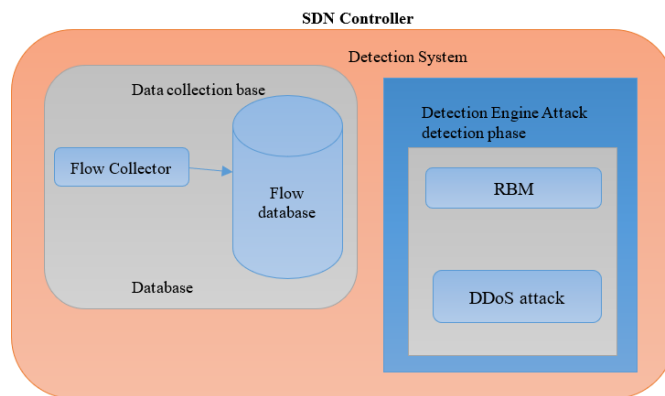 SDN Controller
Detection System
Data collection base
Flow Collector
Flow
database
Database
Detection Engine Attack
detection phase
RBM
DDoS attack